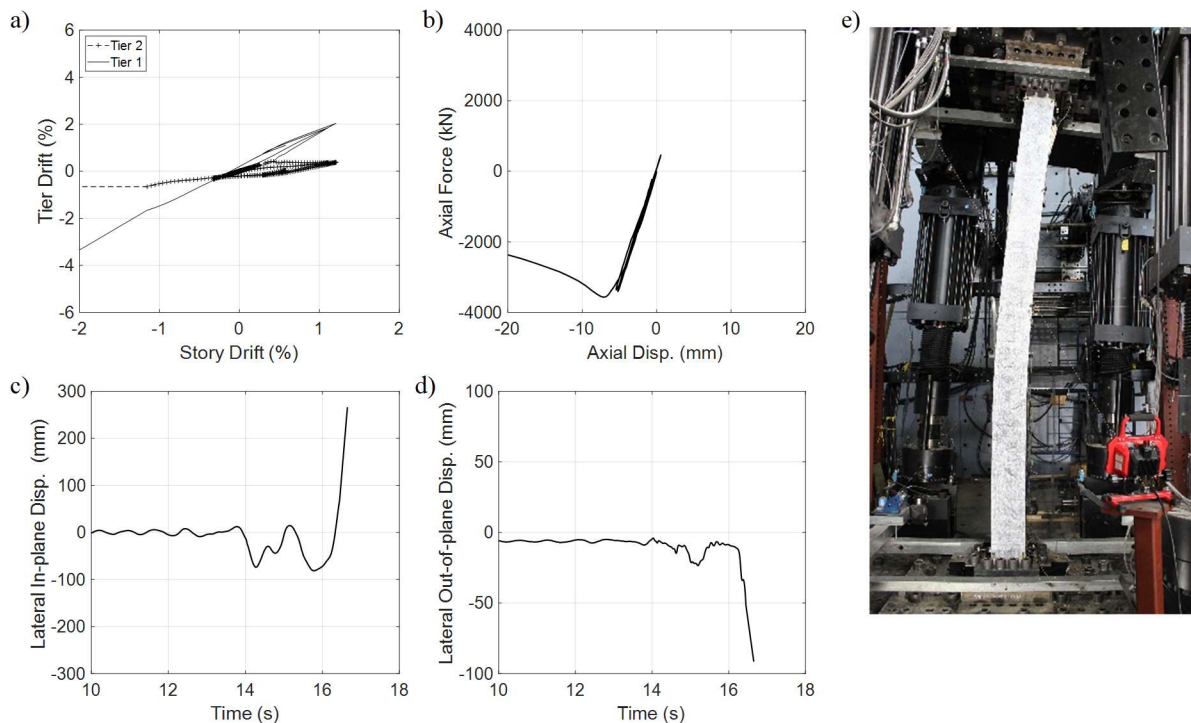 a)
6
4
2
0
-2
-4
-6
Tier Drift (%)
Tier 2
Tier 1
-2
-1
0
1
2
Story Drift (%)
b)
4000
2000
0
-2000
-4000
Axial Force (kN)
-20
-10
0
10
20
Axial Disp. (mm)
c)
300
200
100
0
-100
-200
-300
Lateral In-plane Disp. (mm)
10
12
14
16
18
Time (s)
d)
100
50
0
-50
-100
Lateral Out-of-plane Disp. (mm)
10
12
14
16
18
Time (s)
e)